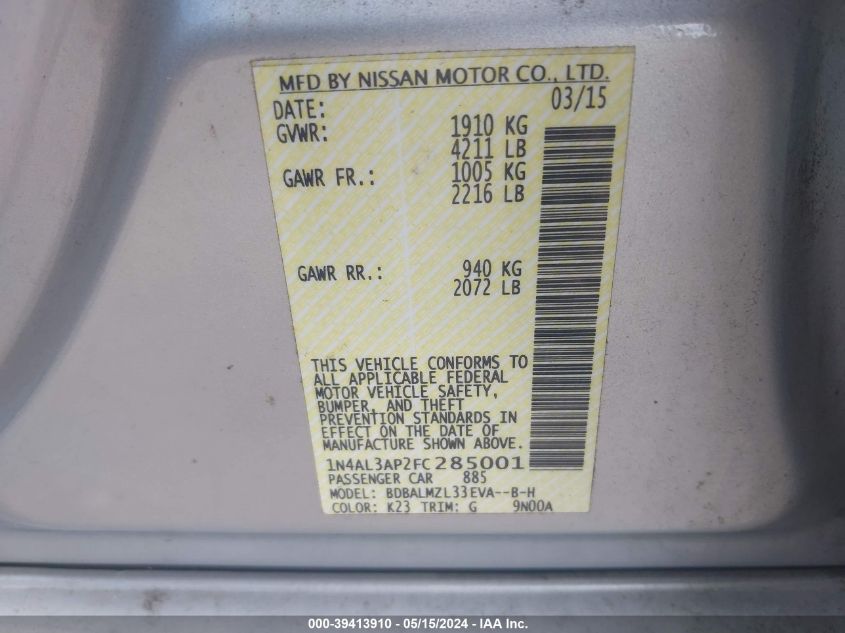 MFD BY NISSAN MOTOR CO., LTD.
DATE: 03/15
GVWR: 1910 KG
4211 LB
GAWR FR.: 1005 KG
2216 LB
GAWR RR.: 940 KG
2072 LB
THIS VEHICLE CONFORMS TO
ALL APPLICABLE FEDERAL
MOTOR VEHICLE SAFETY,
BUMPER, AND THEFT
PREVENTION STANDARDS IN
EFFECT ON THE DATE OF
MANUFACTURE SHOWN ABOVE.
1N4AL3AP2FC285001
PASSENGER CAR 885
MODEL: BDBALMZL33EVA--B-H
COLOR: K23 TRIM: G 9N00A
000-39413910 - 05/15/2024 - IAA Inc.